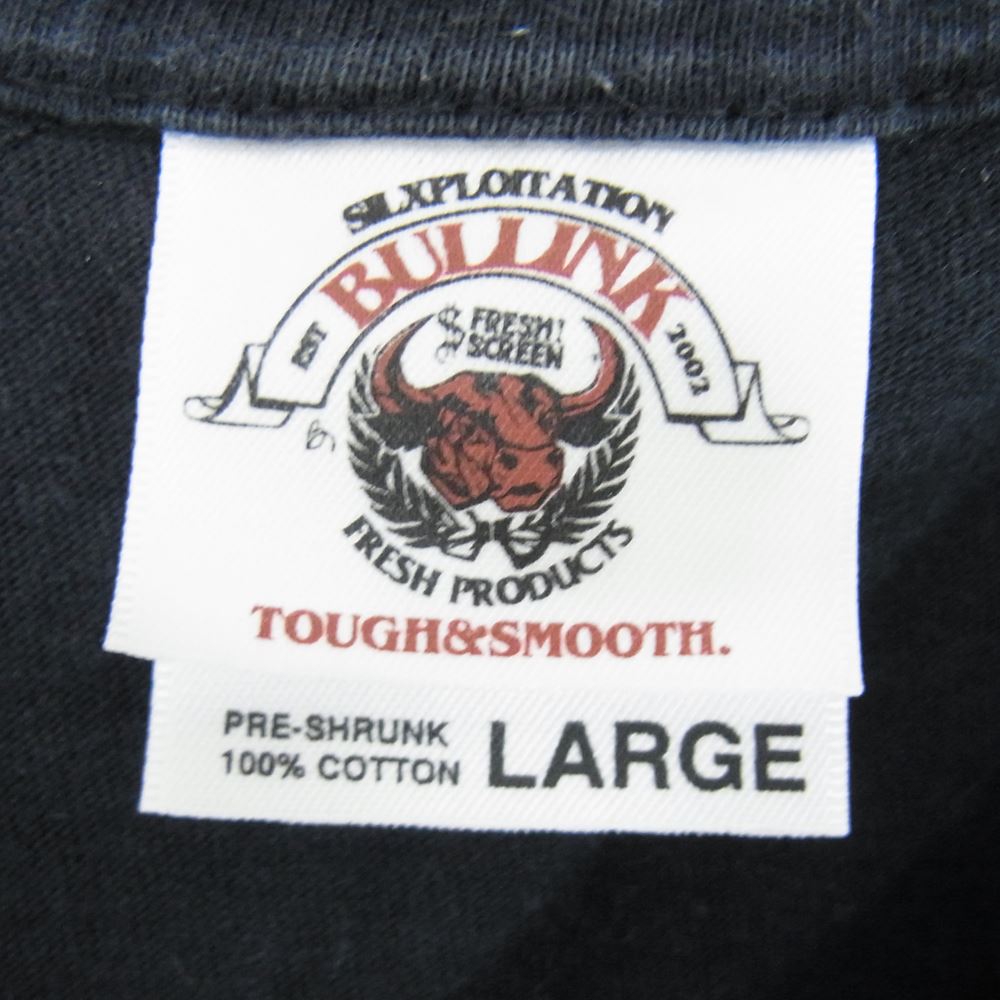 SILXPLOITATION
BULLINK
EST 2002
$ FRESH!
SCREEN
FRESH PRODUCTS
TOUGH&SMOOTH.
PRE-SHRUNK
100% COTTON
LARGE